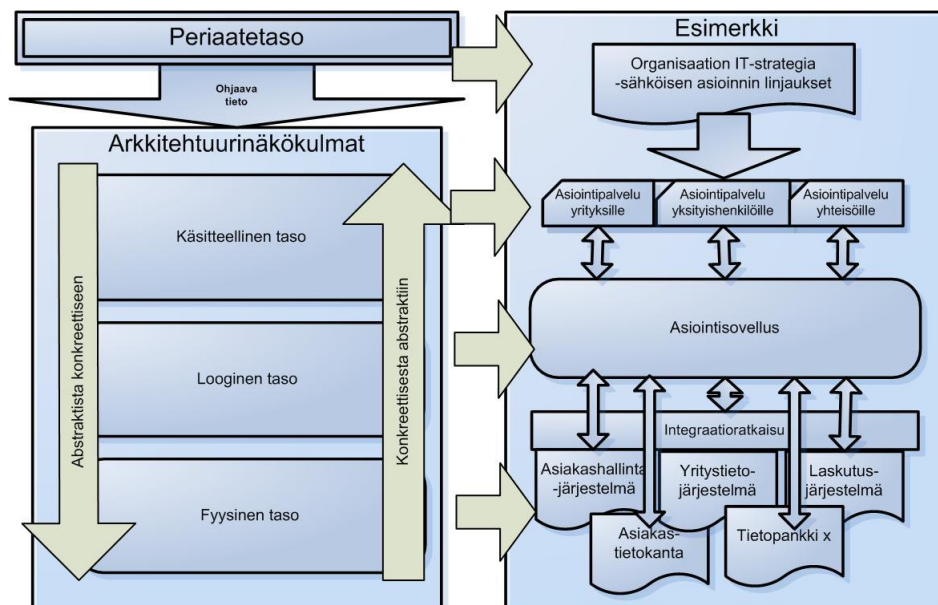 Periaatetaso
Ohjaava
tieto
Arkkitehtuurinäkökulmat
Abstraktista konkreettiseen
Käsitteellinen taso
Looginen taso
Fyysinen taso
Konkreettisesta abstraktiin
Esimerkki
Organisaation IT-strategia
-sähköisen asioinnin linjaukset
Asiointipalvelu
yrityksille
Asiointipalvelu
yksityishenkilöille
Asiointipalvelu
yhteisöille
Asiointisovellus
Integraatioratkaisu
Asiakashallinta
-järjestelmä
Yritystieto-
järjestelmä
Laskutus-
järjestelmä
Asiakas-
tietokanta
Tietopankki x